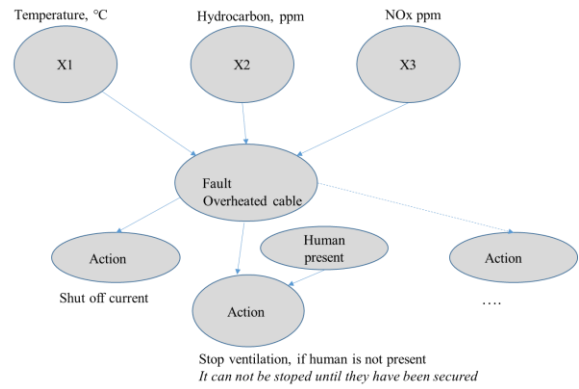 Temperature, °C
Hydrocarbon, ppm
NOx ppm
X1
X2
X3
Fault
Overheated cable
Human
present
Action
Action
Shut off current
Action
....
Stop ventilation, if human is not present
It can not be stoped until they have been secured